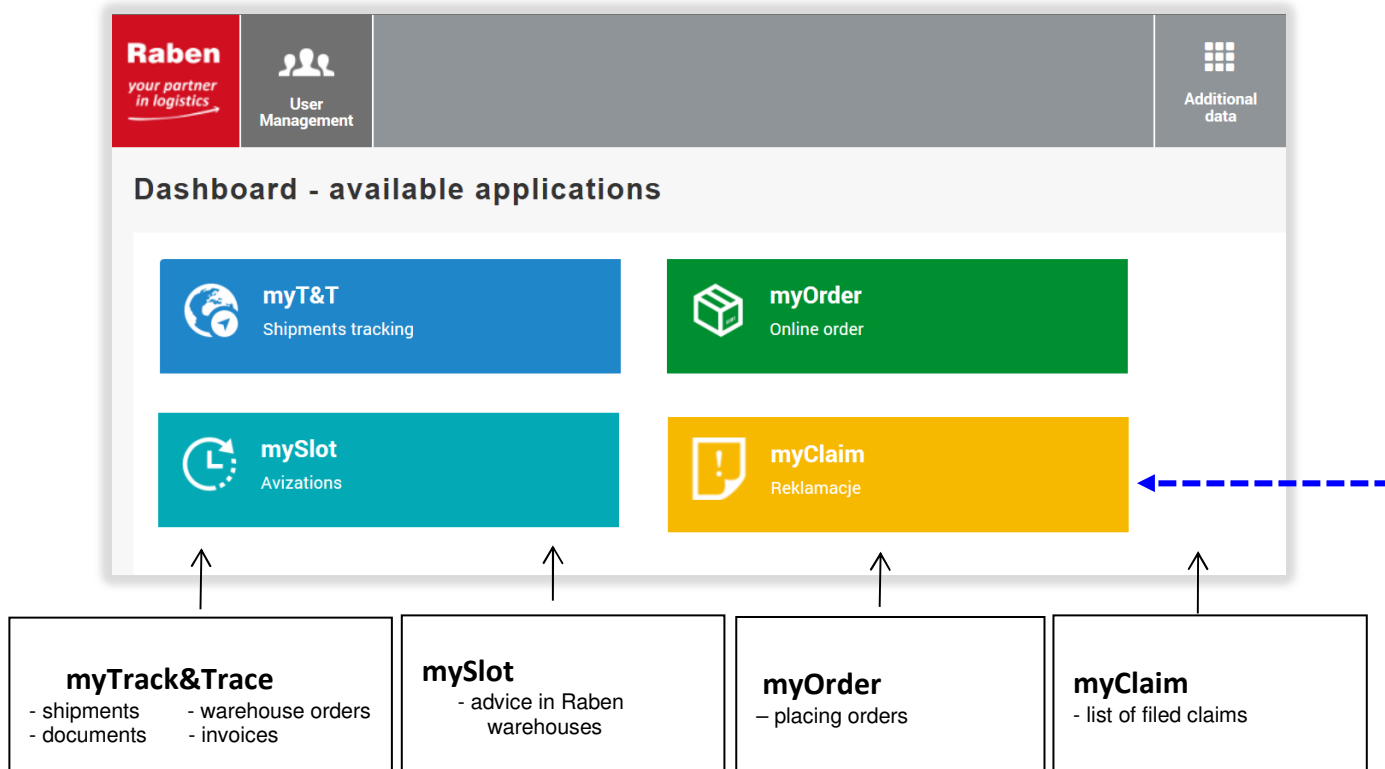 Raben
your partner
in logistics
User
Management
Additional
data
Dashboard - available applications
myT&T
Shipments tracking
myOrder
Online order
mySlot
Avizations
myClaim
Reklamacje
myTrack&Trace
- shipments - warehouse orders
- documents - invoices
mySlot
- advice in Raben
warehouses
myOrder
– placing orders
myClaim
- list of filed claims